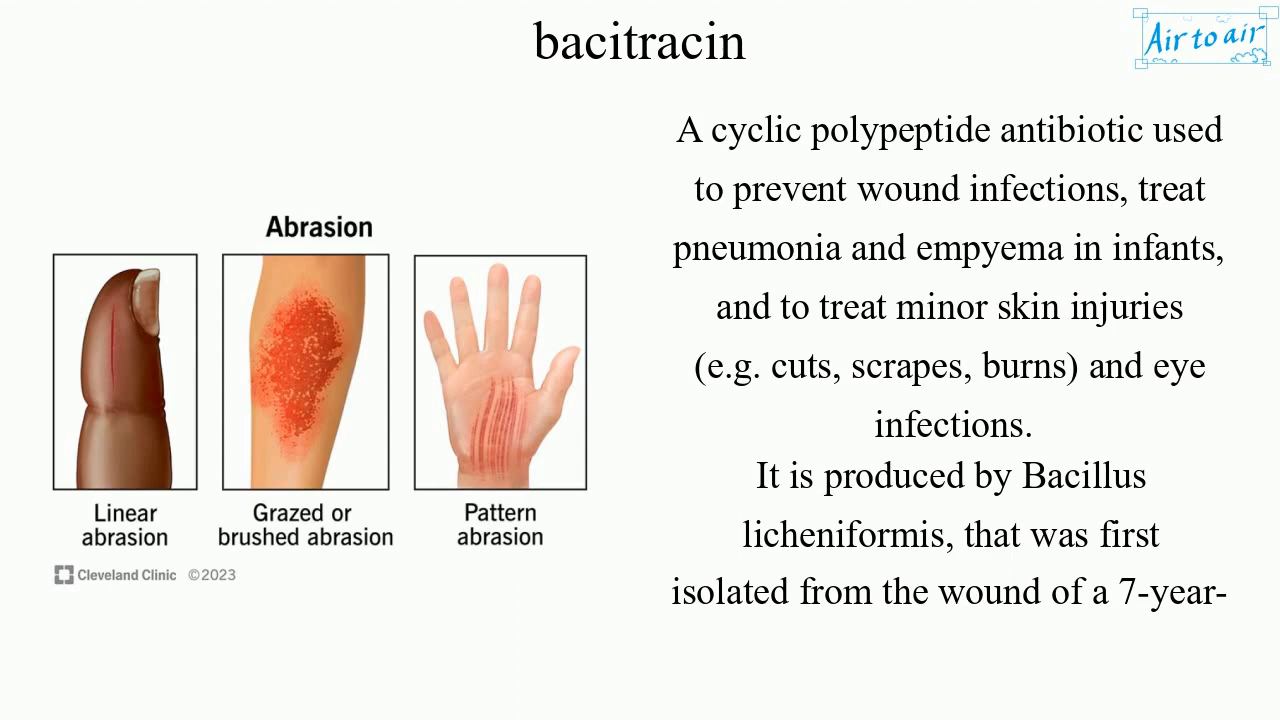 bacitracin
Air to air
A cyclic polypeptide antibiotic used
to prevent wound infections, treat
pneumonia and empyema in infants,
and to treat minor skin injuries
(e.g. cuts, scrapes, burns) and eye
infections.
It is produced by Bacillus
licheniformis, that was first
isolated from the wound of a 7-year-
Abrasion
Linear
abrasion
Grazed or
brushed abrasion
Pattern
abrasion
Cleveland Clinic ©2023